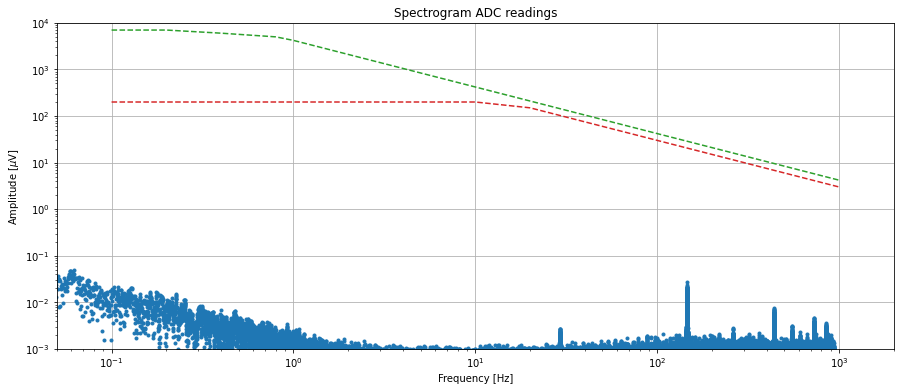 Spectrogram ADC readings
Amplitude [μV]
10⁴
10³
10²
10¹
10⁰
10⁻¹
10⁻²
10⁻³
10⁻¹ 10⁰ 10¹ 10² 10³
Frequency [Hz]